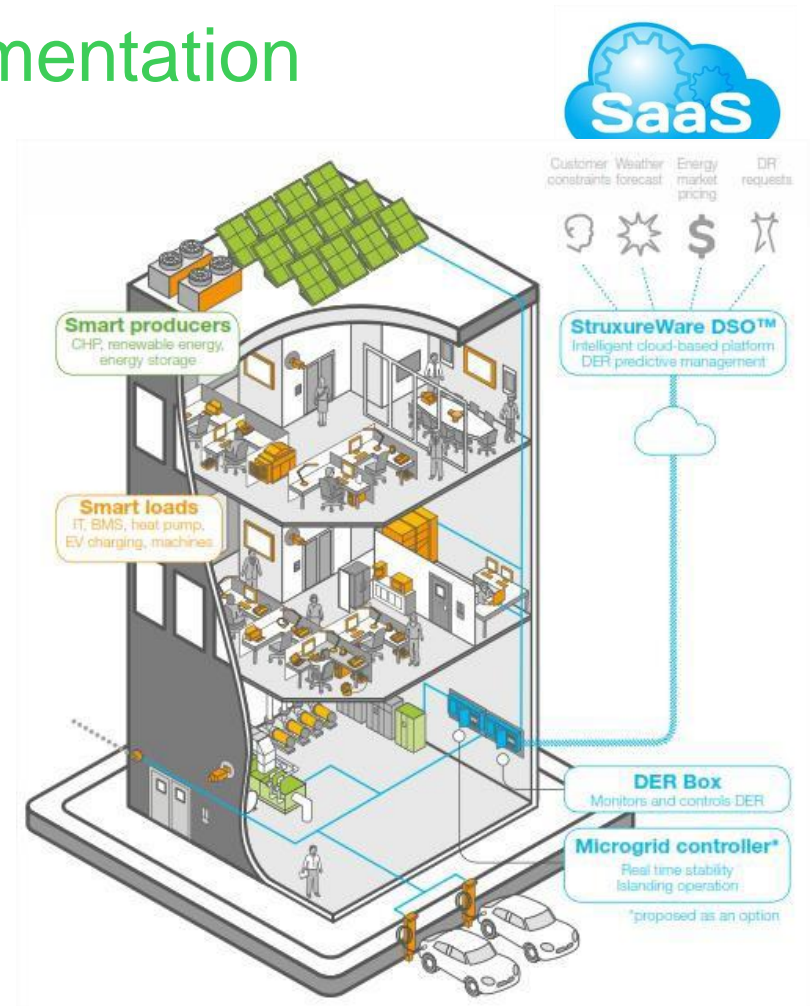 mentation
SaaS
Customer constraints
Weather forecast
Energy market pricing
DR requests
Smart producers
CHP, renewable energy,
energy storage
StruxureWare DSO™
Intelligent cloud-based platform
DER predictive management
Smart loads
IT, BMS, heat pump,
EV charging, machines
DER Box
Monitors and controls DER
Microgrid controller*
Real time stability
Islanding operation
*proposed as an option